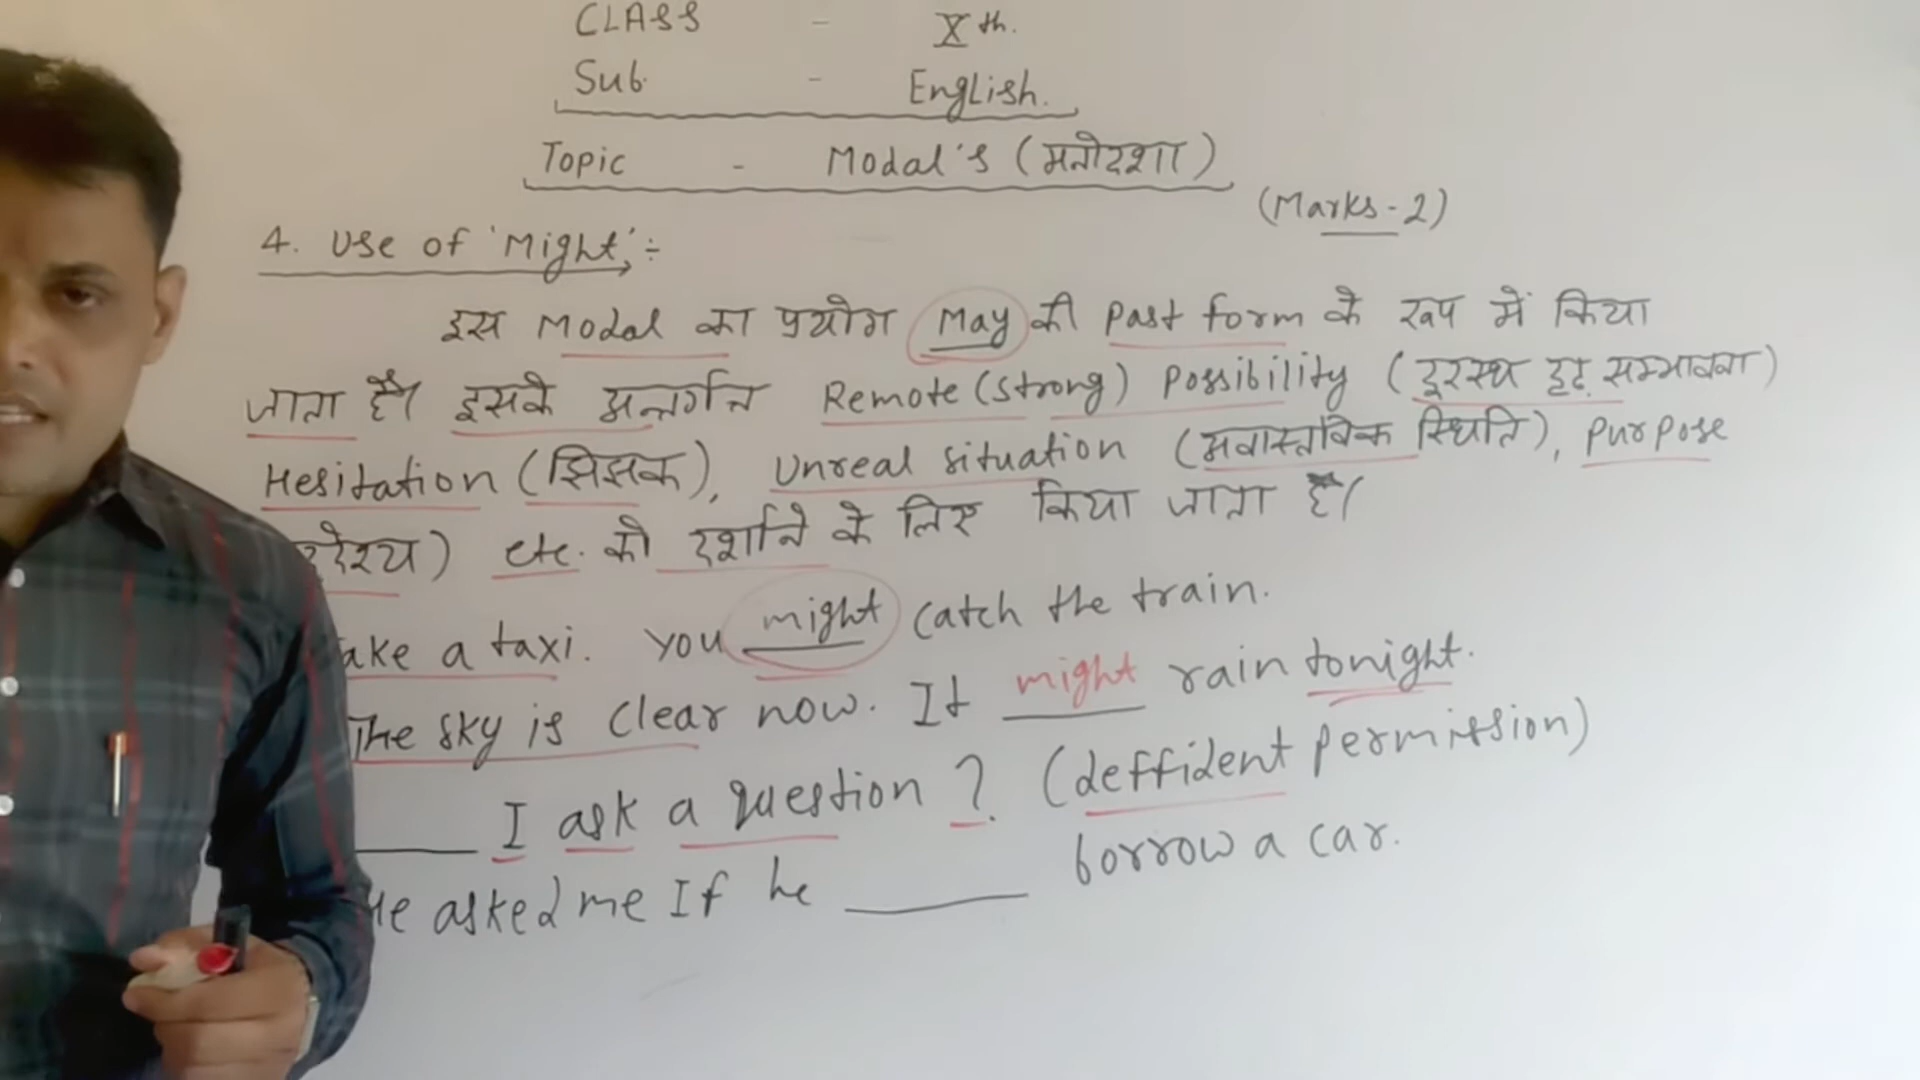 CLASS - Xth.
Sub. - English.
Topic - Modal's (मनोदशा)
(Marks-2)
4. Use of 'Might' ÷
इस Modal का प्रयोग May की Past form के रूप में किया
जाता है। इसके अन्तर्गत Remote (strong) Possibility (दूरस्थ दृढ़ सम्भावना)
Hesitation (झिझक), Unreal situation (अवास्तविक स्थिति), Purpose
द्देश्य) etc. को दर्शाने के लिए किया जाता है।
ake a taxi. You might catch the train.
The sky is clear now. It might rain tonight.
____ I ask a question ? (deffident permission)
He asked me If he ____ borrow a car.